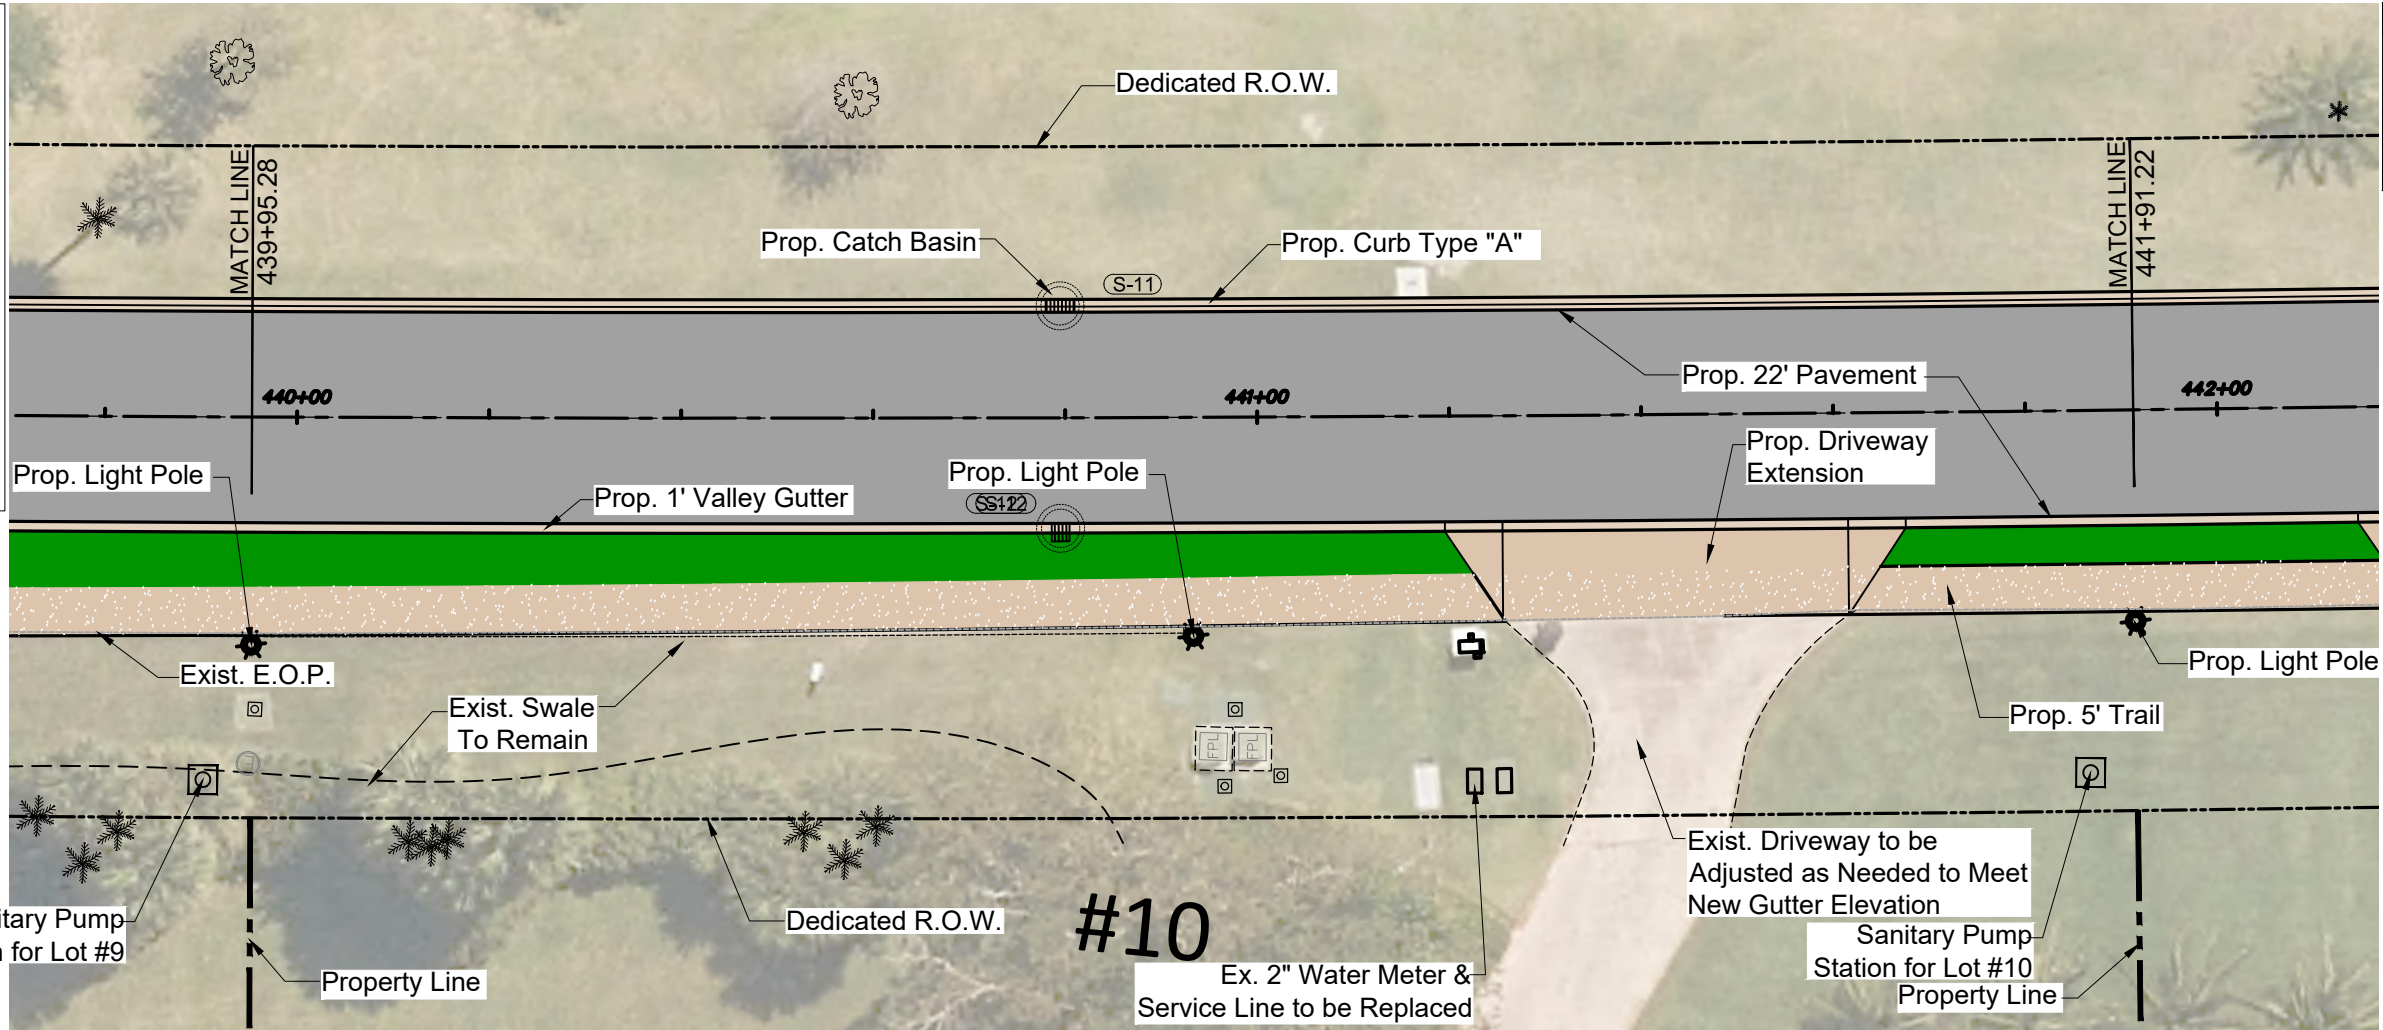 Dedicated R.O.W.
MATCH LINE
439+95.28
MATCH LINE
441+91.22
Prop. Catch Basin
S-11
Prop. Curb Type "A"
Prop. 22' Pavement
440+00
441+00
442+00
Prop. Light Pole
Prop. 1' Valley Gutter
Prop. Light Pole
Prop. Driveway
Extension
Exist. E.O.P.
Exist. Swale
To Remain
FPL
FPL
Prop. Light Pole
Prop. 5' Trail
Exist. Driveway to be
Adjusted as Needed to Meet
New Gutter Elevation
#10
Dedicated R.O.W.
Pump
for Lot #9
Property Line
Ex. 2" Water Meter &
Service Line to be Replaced
Sanitary Pump
Station for Lot #10
Property Line